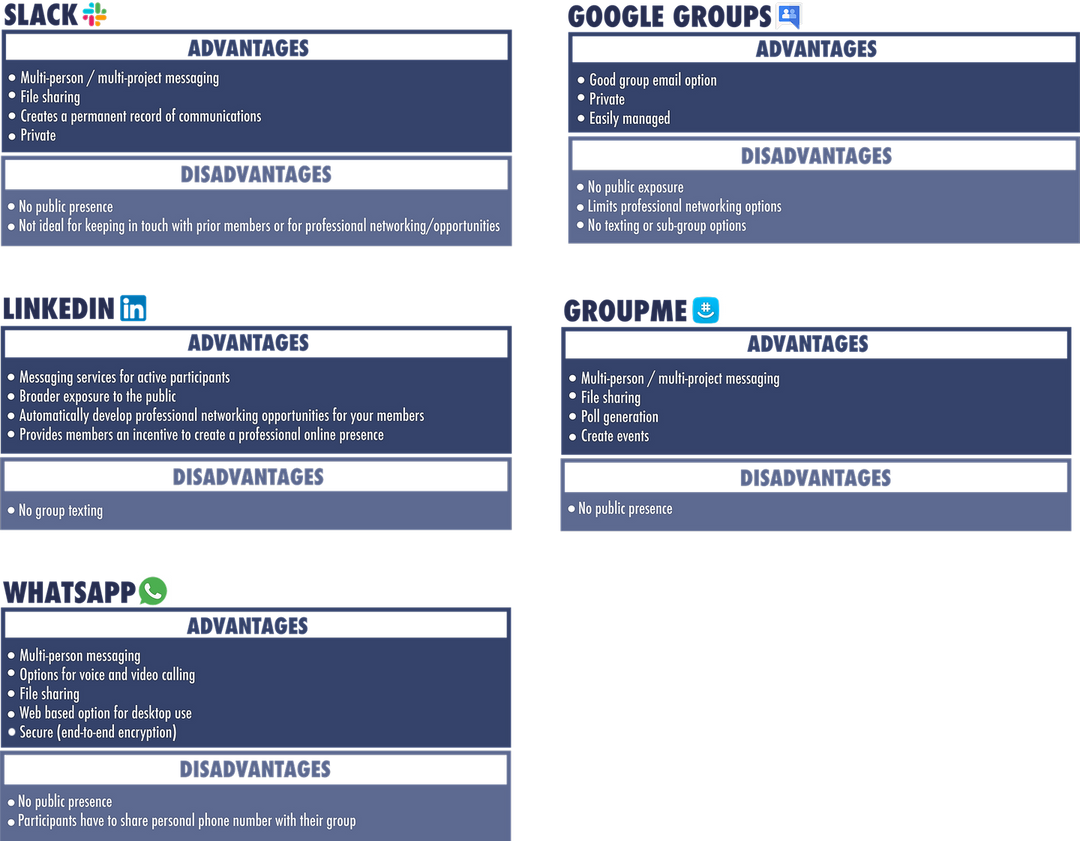 SLACK
ADVANTAGES
• Multi-person / multi-project messaging
• File sharing
• Creates a permanent record of communications
• Private
DISADVANTAGES
• No public presence
• Not ideal for keeping in touch with prior members or for professional networking/opportunities
GOOGLE GROUPS
ADVANTAGES
• Good group email option
• Private
• Easily managed
DISADVANTAGES
• No public exposure
• Limits professional networking options
• No texting or sub-group options
LINKEDIN in
ADVANTAGES
• Messaging services for active participants
• Broader exposure to the public
• Automatically develop professional networking opportunities for your members
• Provides members an incentive to create a professional online presence
DISADVANTAGES
• No group texting
GROUPME #
ADVANTAGES
• Multi-person / multi-project messaging
• File sharing
• Poll generation
• Create events
DISADVANTAGES
• No public presence
WHATSAPP
ADVANTAGES
• Multi-person messaging
• Options for voice and video calling
• File sharing
• Web based option for desktop use
• Secure (end-to-end encryption)
DISADVANTAGES
• No public presence
• Participants have to share personal phone number with their group